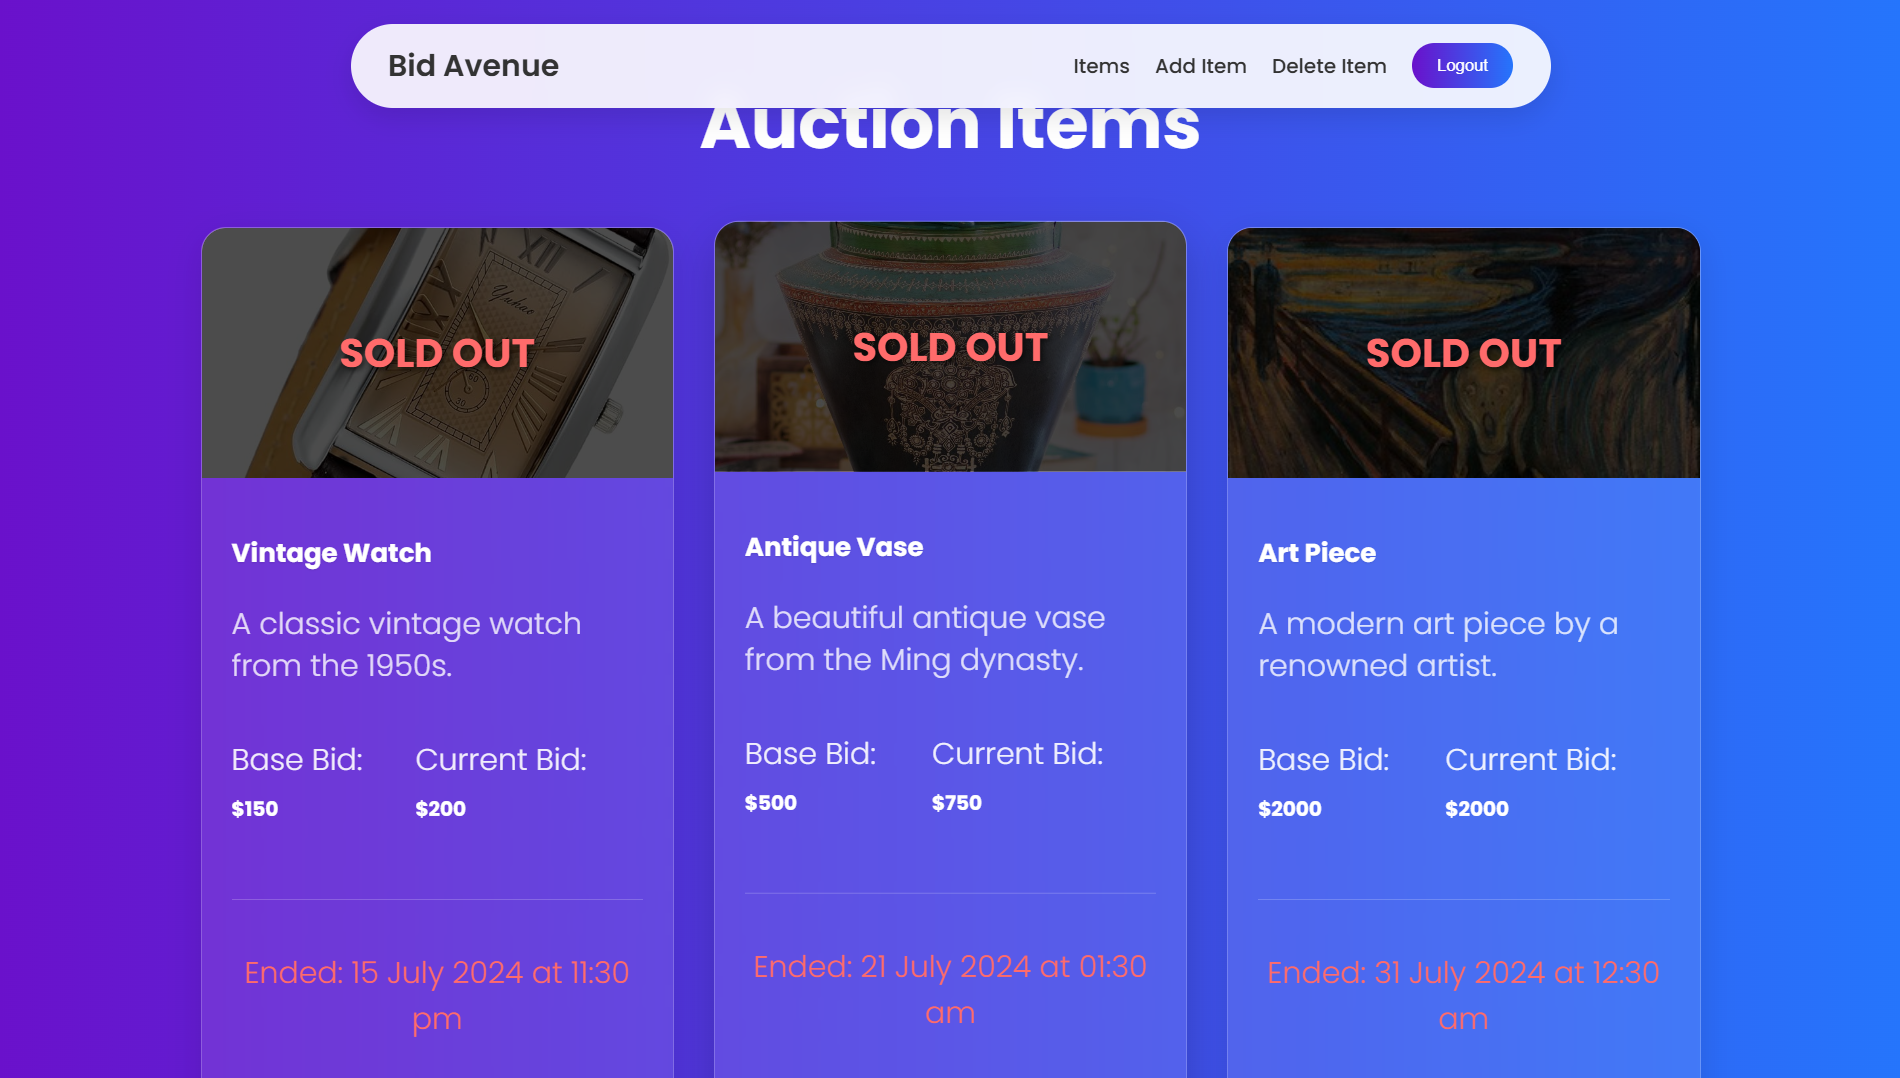 Bid Avenue
Items
Add Item
Delete Item
Logout
Auction Items
XII
Yuhao
60
30
SOLD OUT
Vintage Watch
A classic vintage watch
from the 1950s.
Base Bid:
Current Bid:
$150
$200
Ended: 15 July 2024 at 11:30
pm
SOLD OUT
Antique Vase
A beautiful antique vase
from the Ming dynasty.
Base Bid:
Current Bid:
$500
$750
Ended: 21 July 2024 at 01:30
am
SOLD OUT
Art Piece
A modern art piece by a
renowned artist.
Base Bid:
Current Bid:
$2000
$2000
Ended: 31 July 2024 at 12:30
am